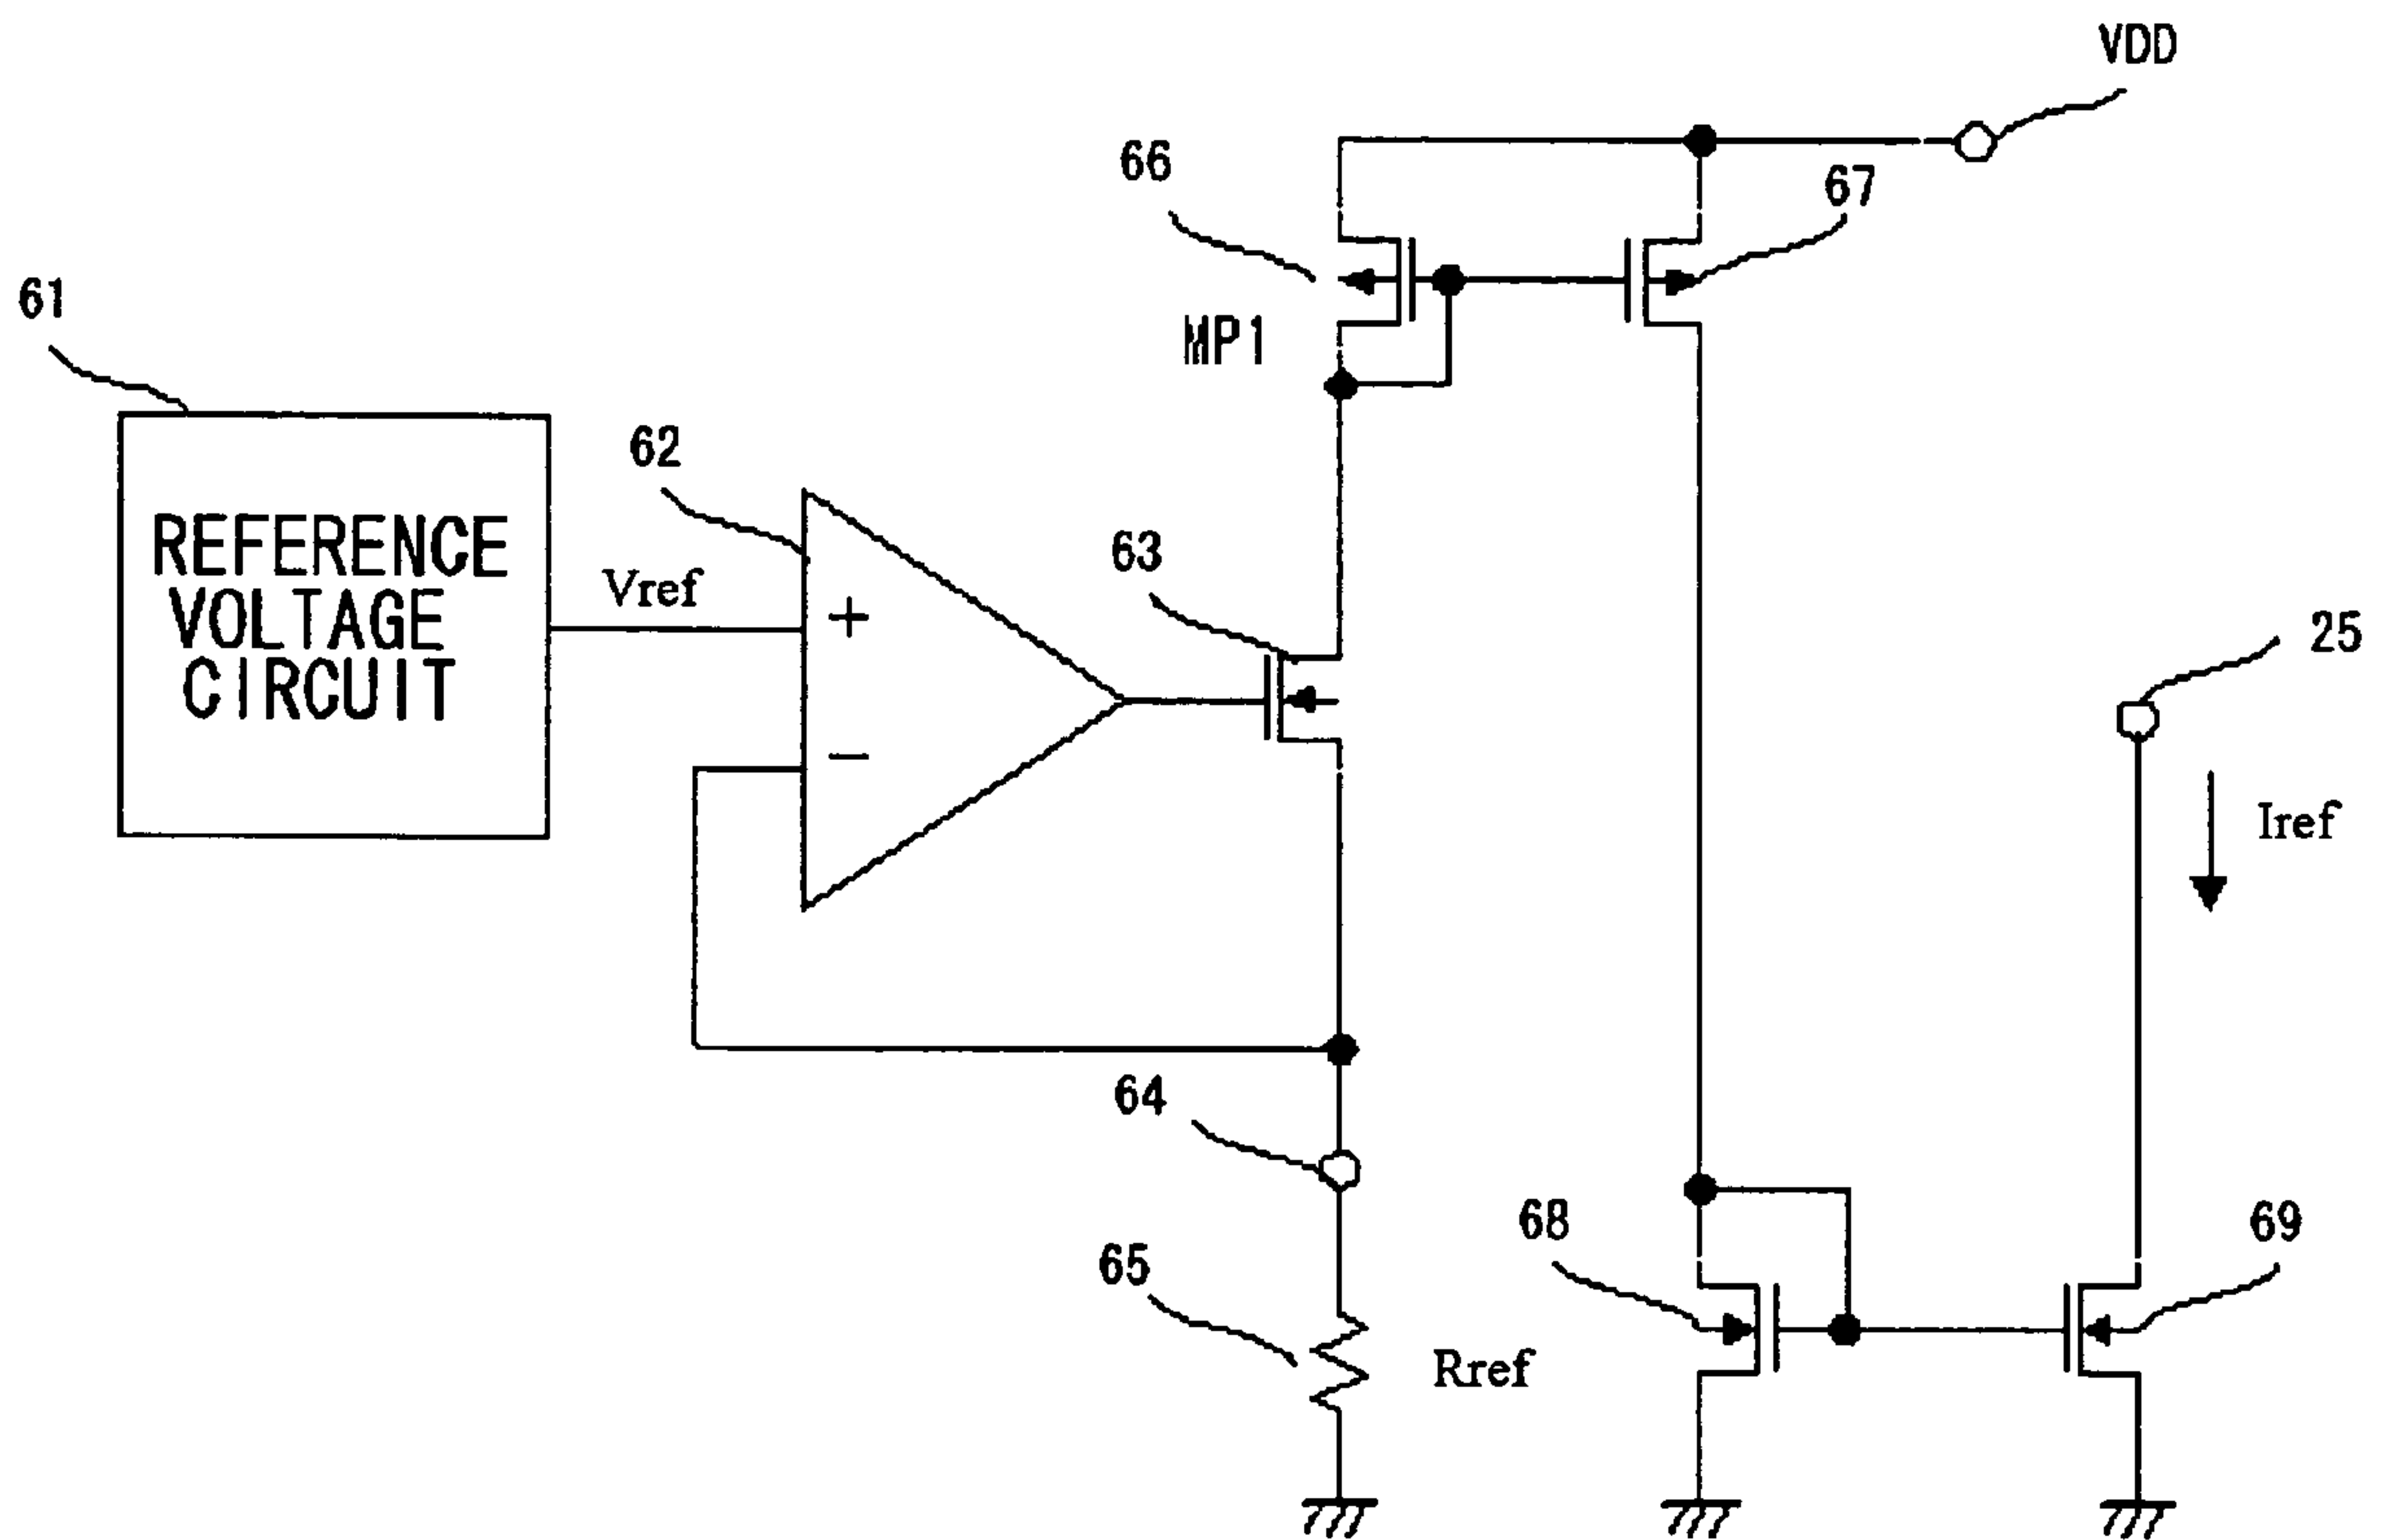 VDD
66
67
61
MP1
62
63
REFERENCE
VOLTAGE
CIRCUIT
Vref
+
−
25
Iref
64
65
Rref
68
69